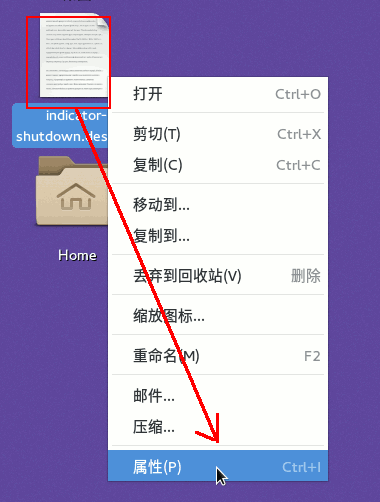 indicator-
shutdown.des
Home
打开 Ctrl+O
剪切(T) Ctrl+X
复制(C) Ctrl+C
移动到...
复制到...
丢弃到回收站(V) 删除
缩放图标...
重命名(M) F2
邮件...
压缩...
属性(P) Ctrl+I